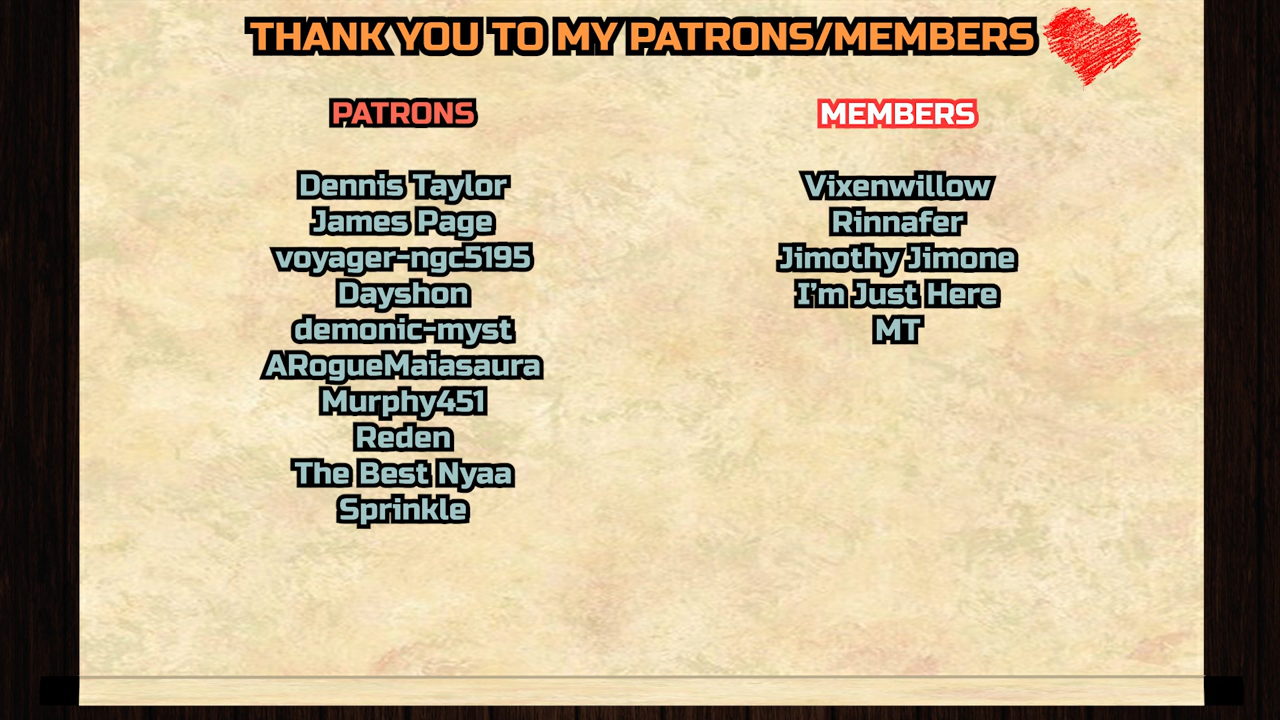 THANK YOU TO MY PATRONS/MEMBERS
PATRONS
Dennis Taylor
James Page
voyager-ngc5195
Dayshon
demonic-myst
ARogueMaiasaura
Murphy451
Reden
The Best Nyaa
Sprinkle
MEMBERS
Vixenwillow
Rinnafer
Jimothy Jimone
I'm Just Here
MT